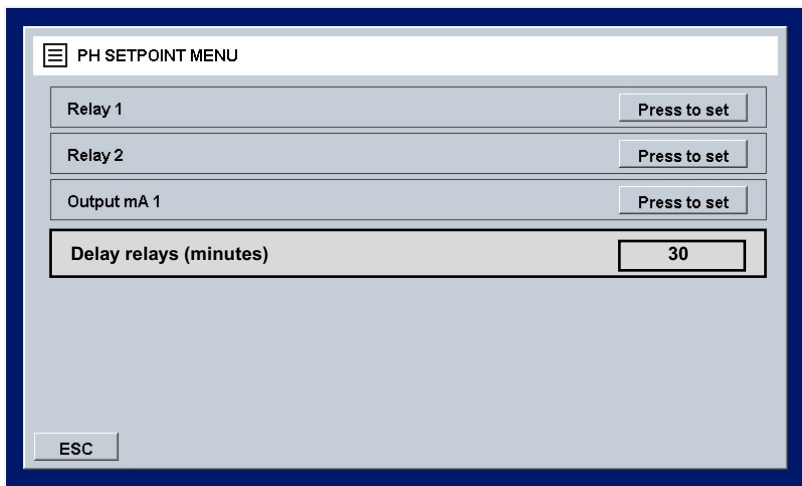 PH SETPOINT MENU
Relay 1 Press to set
Relay 2 Press to set
Output mA 1 Press to set
Delay relays (minutes) 30
ESC